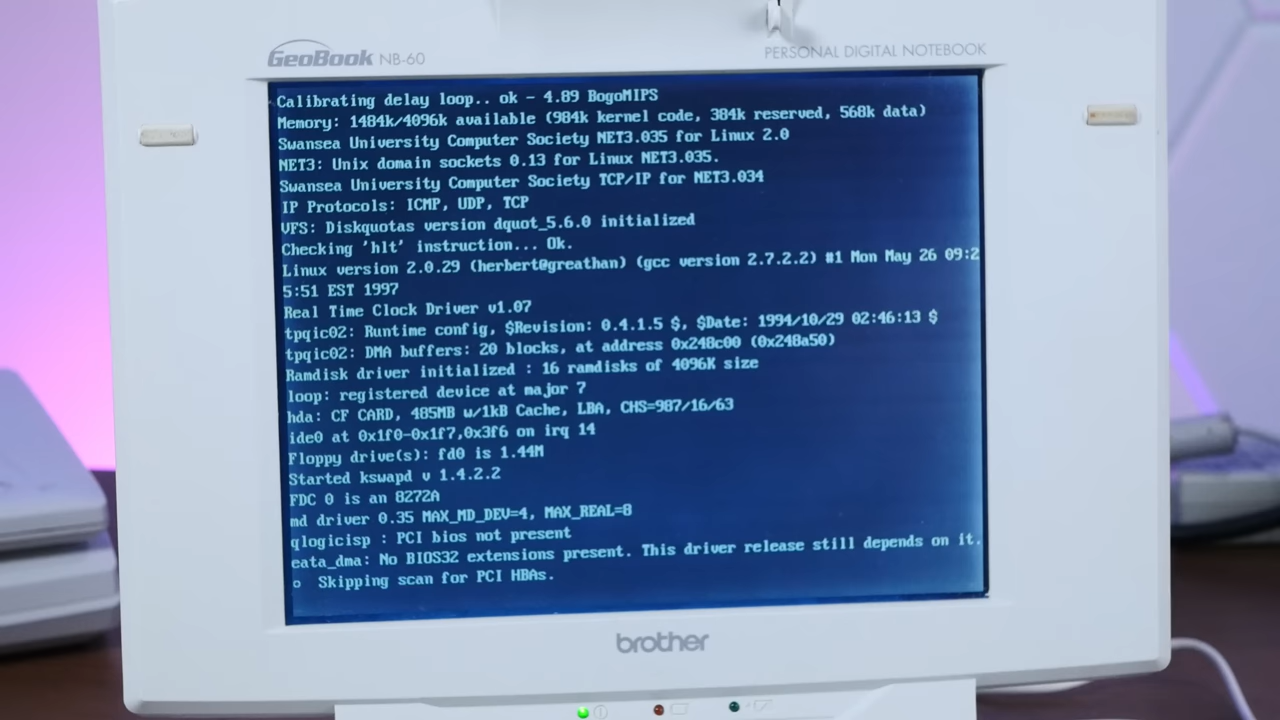 GeoBook NB-60
PERSONAL DIGITAL NOTEBOOK
Calibrating delay loop.. ok - 4.89 BogoMIPS
Memory: 1484k/4096k available (984k kernel code, 384k reserved, 568k data)
Swansea University Computer Society NET3.035 for Linux 2.0
NET3: Unix domain sockets 0.13 for Linux NET3.035.
Swansea University Computer Society TCP/IP for NET3.034
IP Protocols: ICMP, UDP, TCP
VFS: Diskquotas version dquot_5.6.0 initialized
Checking 'hlt' instruction... Ok.
Linux version 2.0.29 (herbert@greathan) (gcc version 2.7.2.2) #1 Mon May 26 09:2
5:51 EST 1997
Real Time Clock Driver v1.07
tpqic02: Runtime config, $Revision: 0.4.1.5 $, $Date: 1994/10/29 02:46:13 $
tpqic02: DMA buffers: 20 blocks, at address 0x248c00 (0x248a50)
Ramdisk driver initialized : 16 ramdisks of 4096K size
loop: registered device at major 7
hda: CF CARD, 485MB w/1kB Cache, LBA, CHS=987/16/63
ide0 at 0x1f0-0x1f7,0x3f6 on irq 14
Floppy drive(s): fd0 is 1.44M
Started kswapd v 1.4.2.2
FDC 0 is an 8272A
md driver 0.35 MAX_MD_DEV=4, MAX_REAL=8
qlogicisp : PCI bios not present
eata_dma: No BIOS32 extensions present. This driver release still depends on it.
o Skipping scan for PCI HBAs.
brother